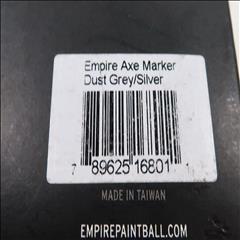 Empire Axe Marker
Dust Grey/Silver
7 89625 16801 1
MADE IN TAIWAN
EMPIREPAINTBALL.COM